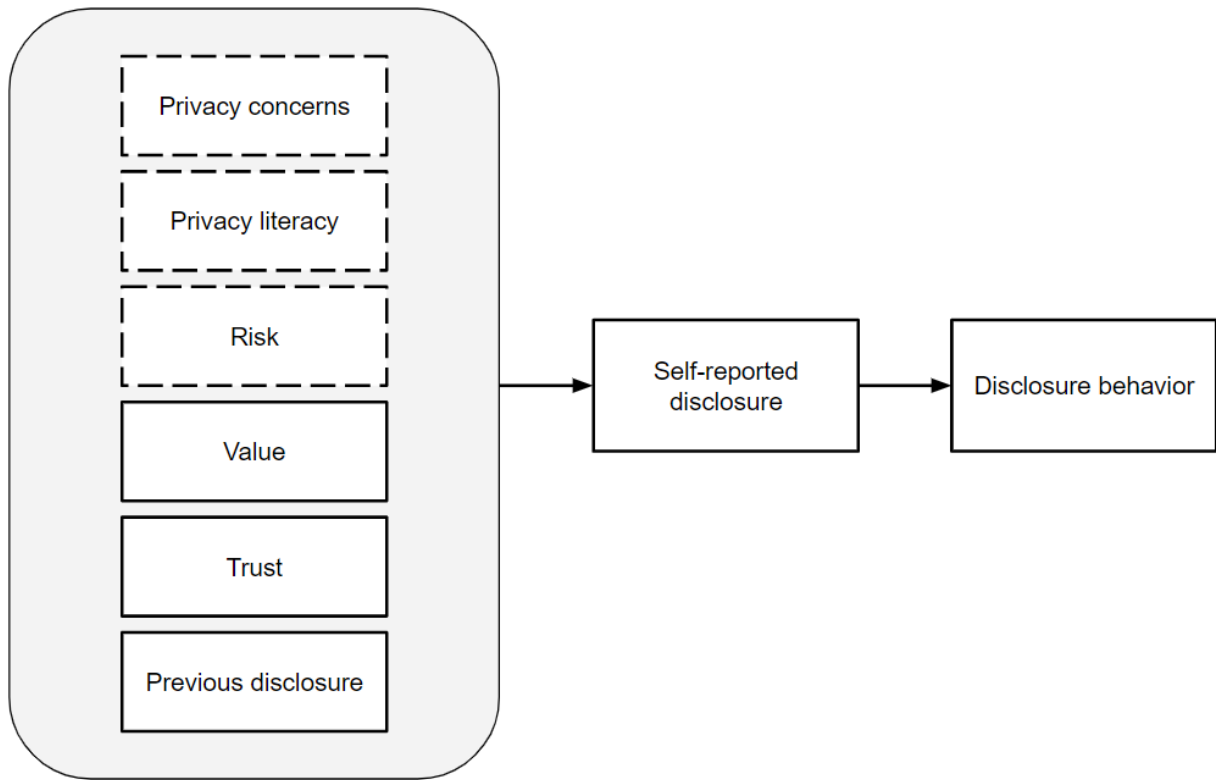 Privacy concerns
Privacy literacy
Risk
Value
Trust
Previous disclosure
Self-reported
disclosure
Disclosure behavior